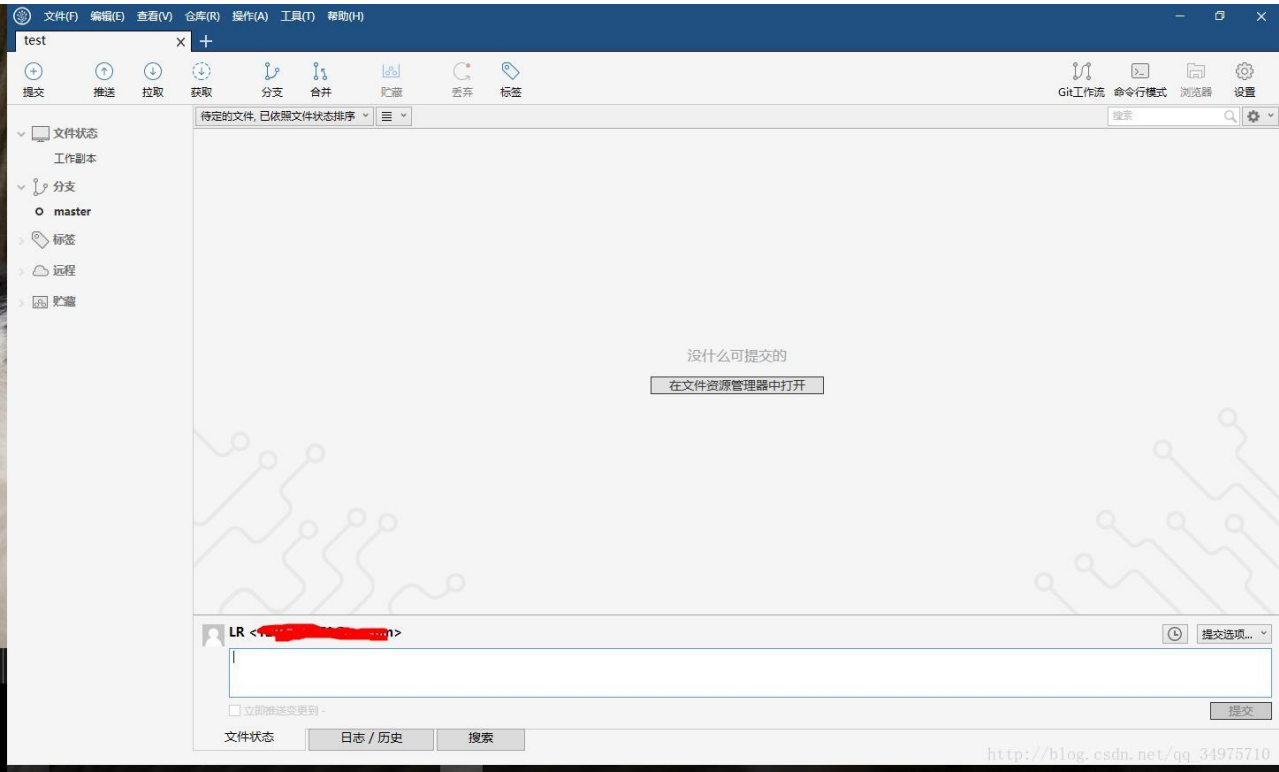 文件(F) 编辑(E) 查看(V) 仓库(R) 操作(A) 工具(T) 帮助(H)
test
提交 推送 拉取 获取 分支 合并 贮藏 丢弃 标签 Git工作流 命令行模式 浏览器 设置
待定的文件, 已依照文件状态排序
搜索
文件状态
工作副本
分支
master
标签
远程
贮藏
没什么可提交的
在文件资源管理器中打开
LR <
提交选项...
立即推送变更到 -
提交
文件状态 日志 / 历史 搜索
http://blog.csdn.net/qq_34975710